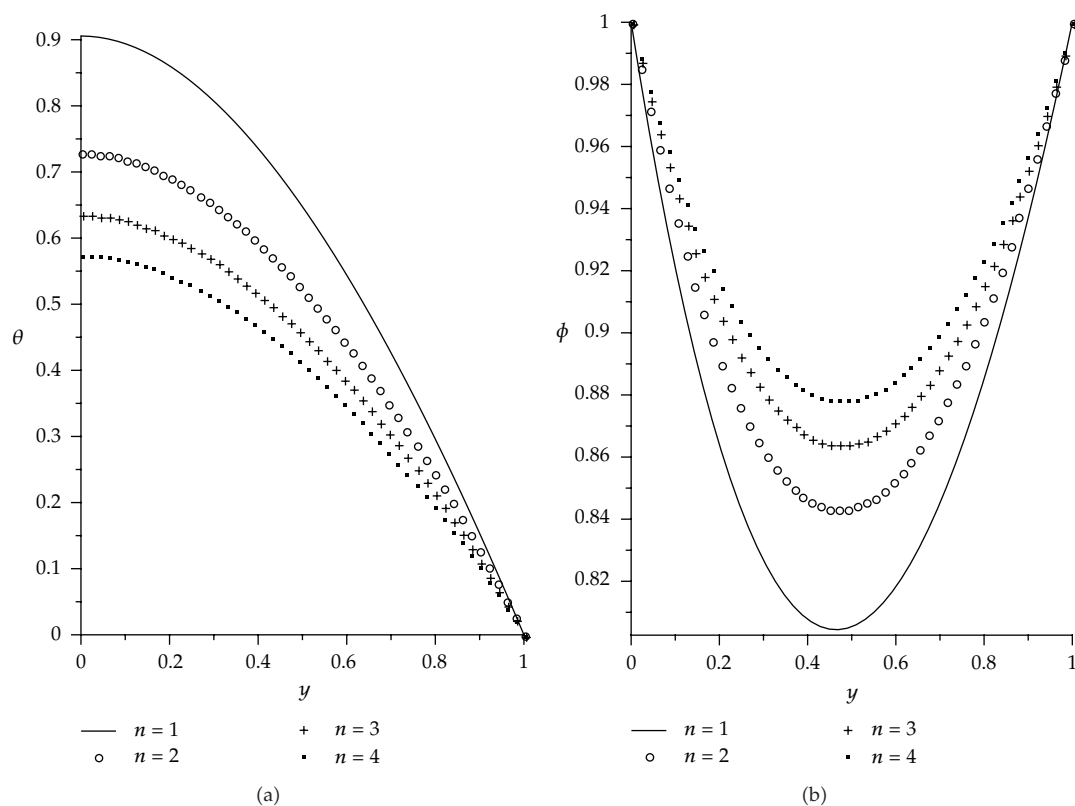 0.9
0.8
0.7
0.6
0.5
θ
0.4
0.3
0.2
0.1
0
0 0.2 0.4 0.6 0.8 1
y
n = 1
n = 2
n = 3
n = 4
(a)
1
0.98
0.96
0.94
0.92
ϕ 0.9
0.88
0.86
0.84
0.82
0 0.2 0.4 0.6 0.8 1
y
n = 1
n = 2
n = 3
n = 4
(b)